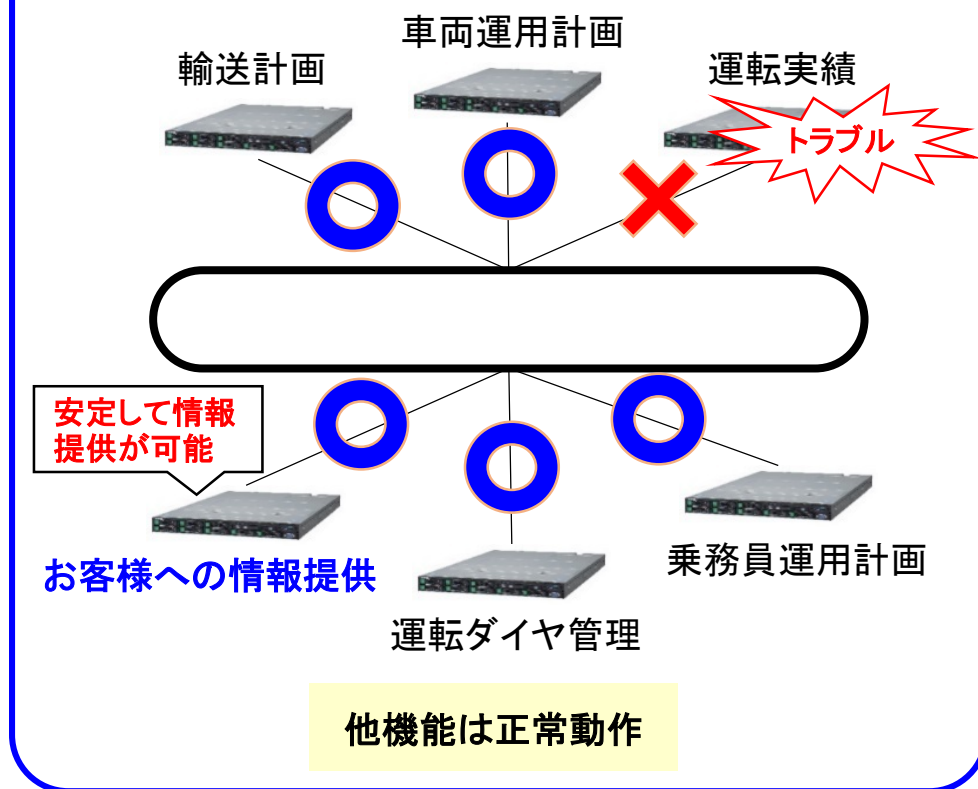 車両運用計画
輸送計画
運転実績
トラブル
安定して情報
提供が可能
お客様への情報提供
乗務員運用計画
運転ダイヤ管理
他機能は正常動作